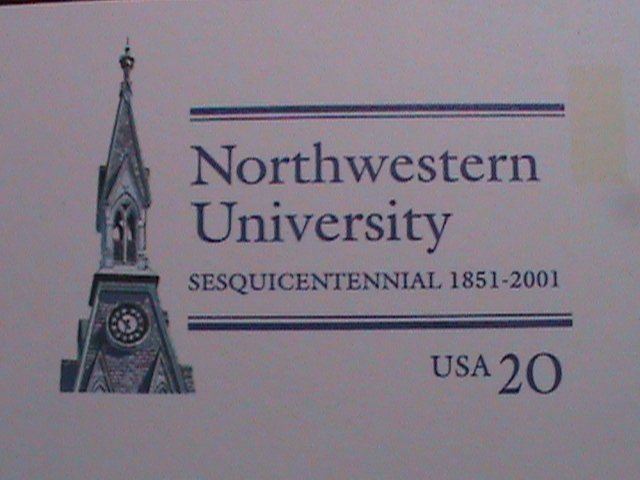 Northwestern
University
SESQUICENTENNIAL 1851-2001
USA 20